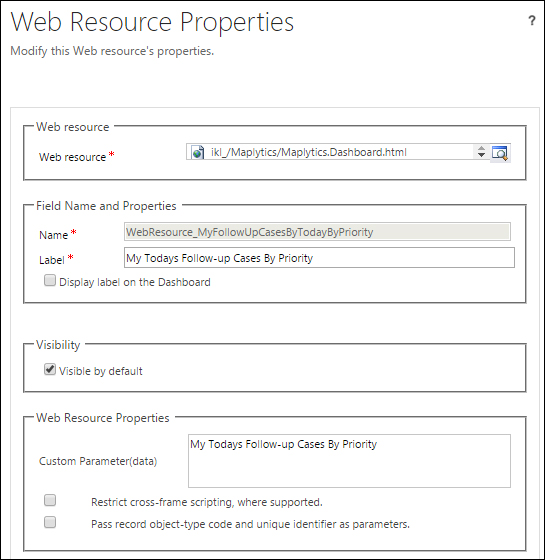 Web Resource Properties
?
Modify this Web resource's properties.
Web resource
Web resource *
ikl_/Maplytics/Maplytics.Dashboard.html
Field Name and Properties
Name *
WebResource_MyFollowUpCasesByTodayByPriority
Label *
My Todays Follow-up Cases By Priority
Display label on the Dashboard
Visibility
Visible by default
Web Resource Properties
Custom Parameter(data)
My Todays Follow-up Cases By Priority
Restrict cross-frame scripting, where supported.
Pass record object-type code and unique identifier as parameters.